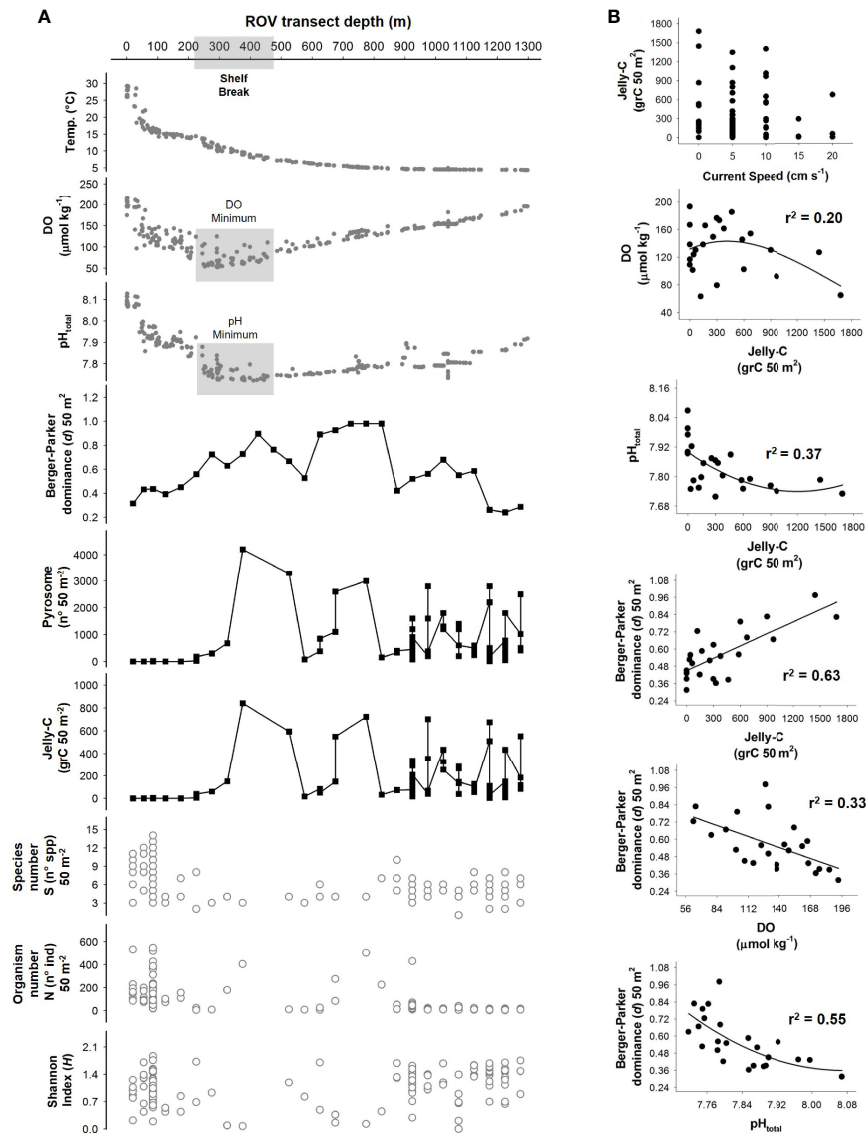 A
ROV transect depth (m)
0 100 200 300 400 500 600 700 800 900 1000 1100 1200 1300
Shelf
Break
Temp. (°C)
30
25
20
15
10
5
DO
(μmol kg⁻¹)
250
200
150
100
50
DO
Minimum
pHtotal
8.1
8.0
7.9
7.8
pH
Minimum
Berger-Parker
dominance (d) 50 m²
1.2
1.0
0.8
0.6
0.4
0.2
Pyrosome
(n° 50 m⁻²)
4000
3000
2000
1000
0
Jelly-C
(grC 50 m⁻²)
1000
800
600
400
200
0
Species
number
S (n° spp)
50 m⁻²
15
12
9
6
3
Organism
number
N (n° ind)
50 m⁻²
600
400
200
0
Shannon
Index (H)
2.1
1.4
0.7
0.0
B
Jelly-C
(grC 50 m²)
1800
1500
1200
900
600
300
0
0 5 10 15 20
Current Speed (cm s⁻¹)
DO
(μmol kg⁻¹)
200
160
120
80
40
r² = 0.20
0 300 600 900 1200 1500 1800
Jelly-C
(grC 50 m²)
pHtotal
8.16
8.04
7.92
7.80
7.68
r² = 0.37
0 300 600 900 1200 1500 1800
Jelly-C
(grC 50 m²)
Berger-Parker
dominance (d) 50 m²
1.08
0.96
0.84
0.72
0.60
0.48
0.36
0.24
r² = 0.63
0 300 600 900 1200 1500 1800
Jelly-C
(grC 50 m²)
Berger-Parker
dominance (d) 50 m²
1.08
0.96
0.84
0.72
0.60
0.48
0.36
0.24
r² = 0.33
56 84 112 140 168 196
DO
(μmol kg⁻¹)
Berger-Parker
dominance (d) 50 m²
1.08
0.96
0.84
0.72
0.60
0.48
0.36
0.24
r² = 0.55
7.76 7.84 7.92 8.00 8.08
pHtotal